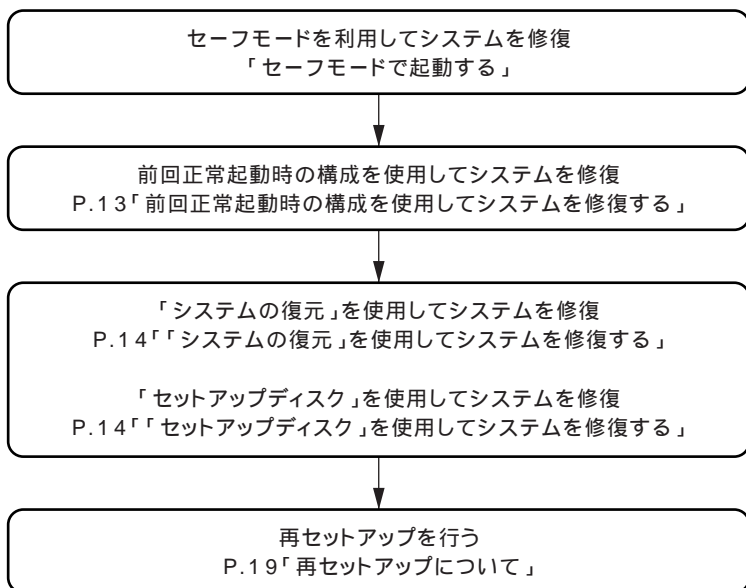 セーフモードを利用してシステムを修復
「セーフモードで起動する」
前回正常起動時の構成を使用してシステムを修復
P.13「前回正常起動時の構成を使用してシステムを修復する」
「システムの復元」を使用してシステムを修復
P.14「「システムの復元」を使用してシステムを修復する」
「セットアップディスク」を使用してシステムを修復
P.14「「セットアップディスク」を使用してシステムを修復する」
再セットアップを行う
P.19「再セットアップについて」